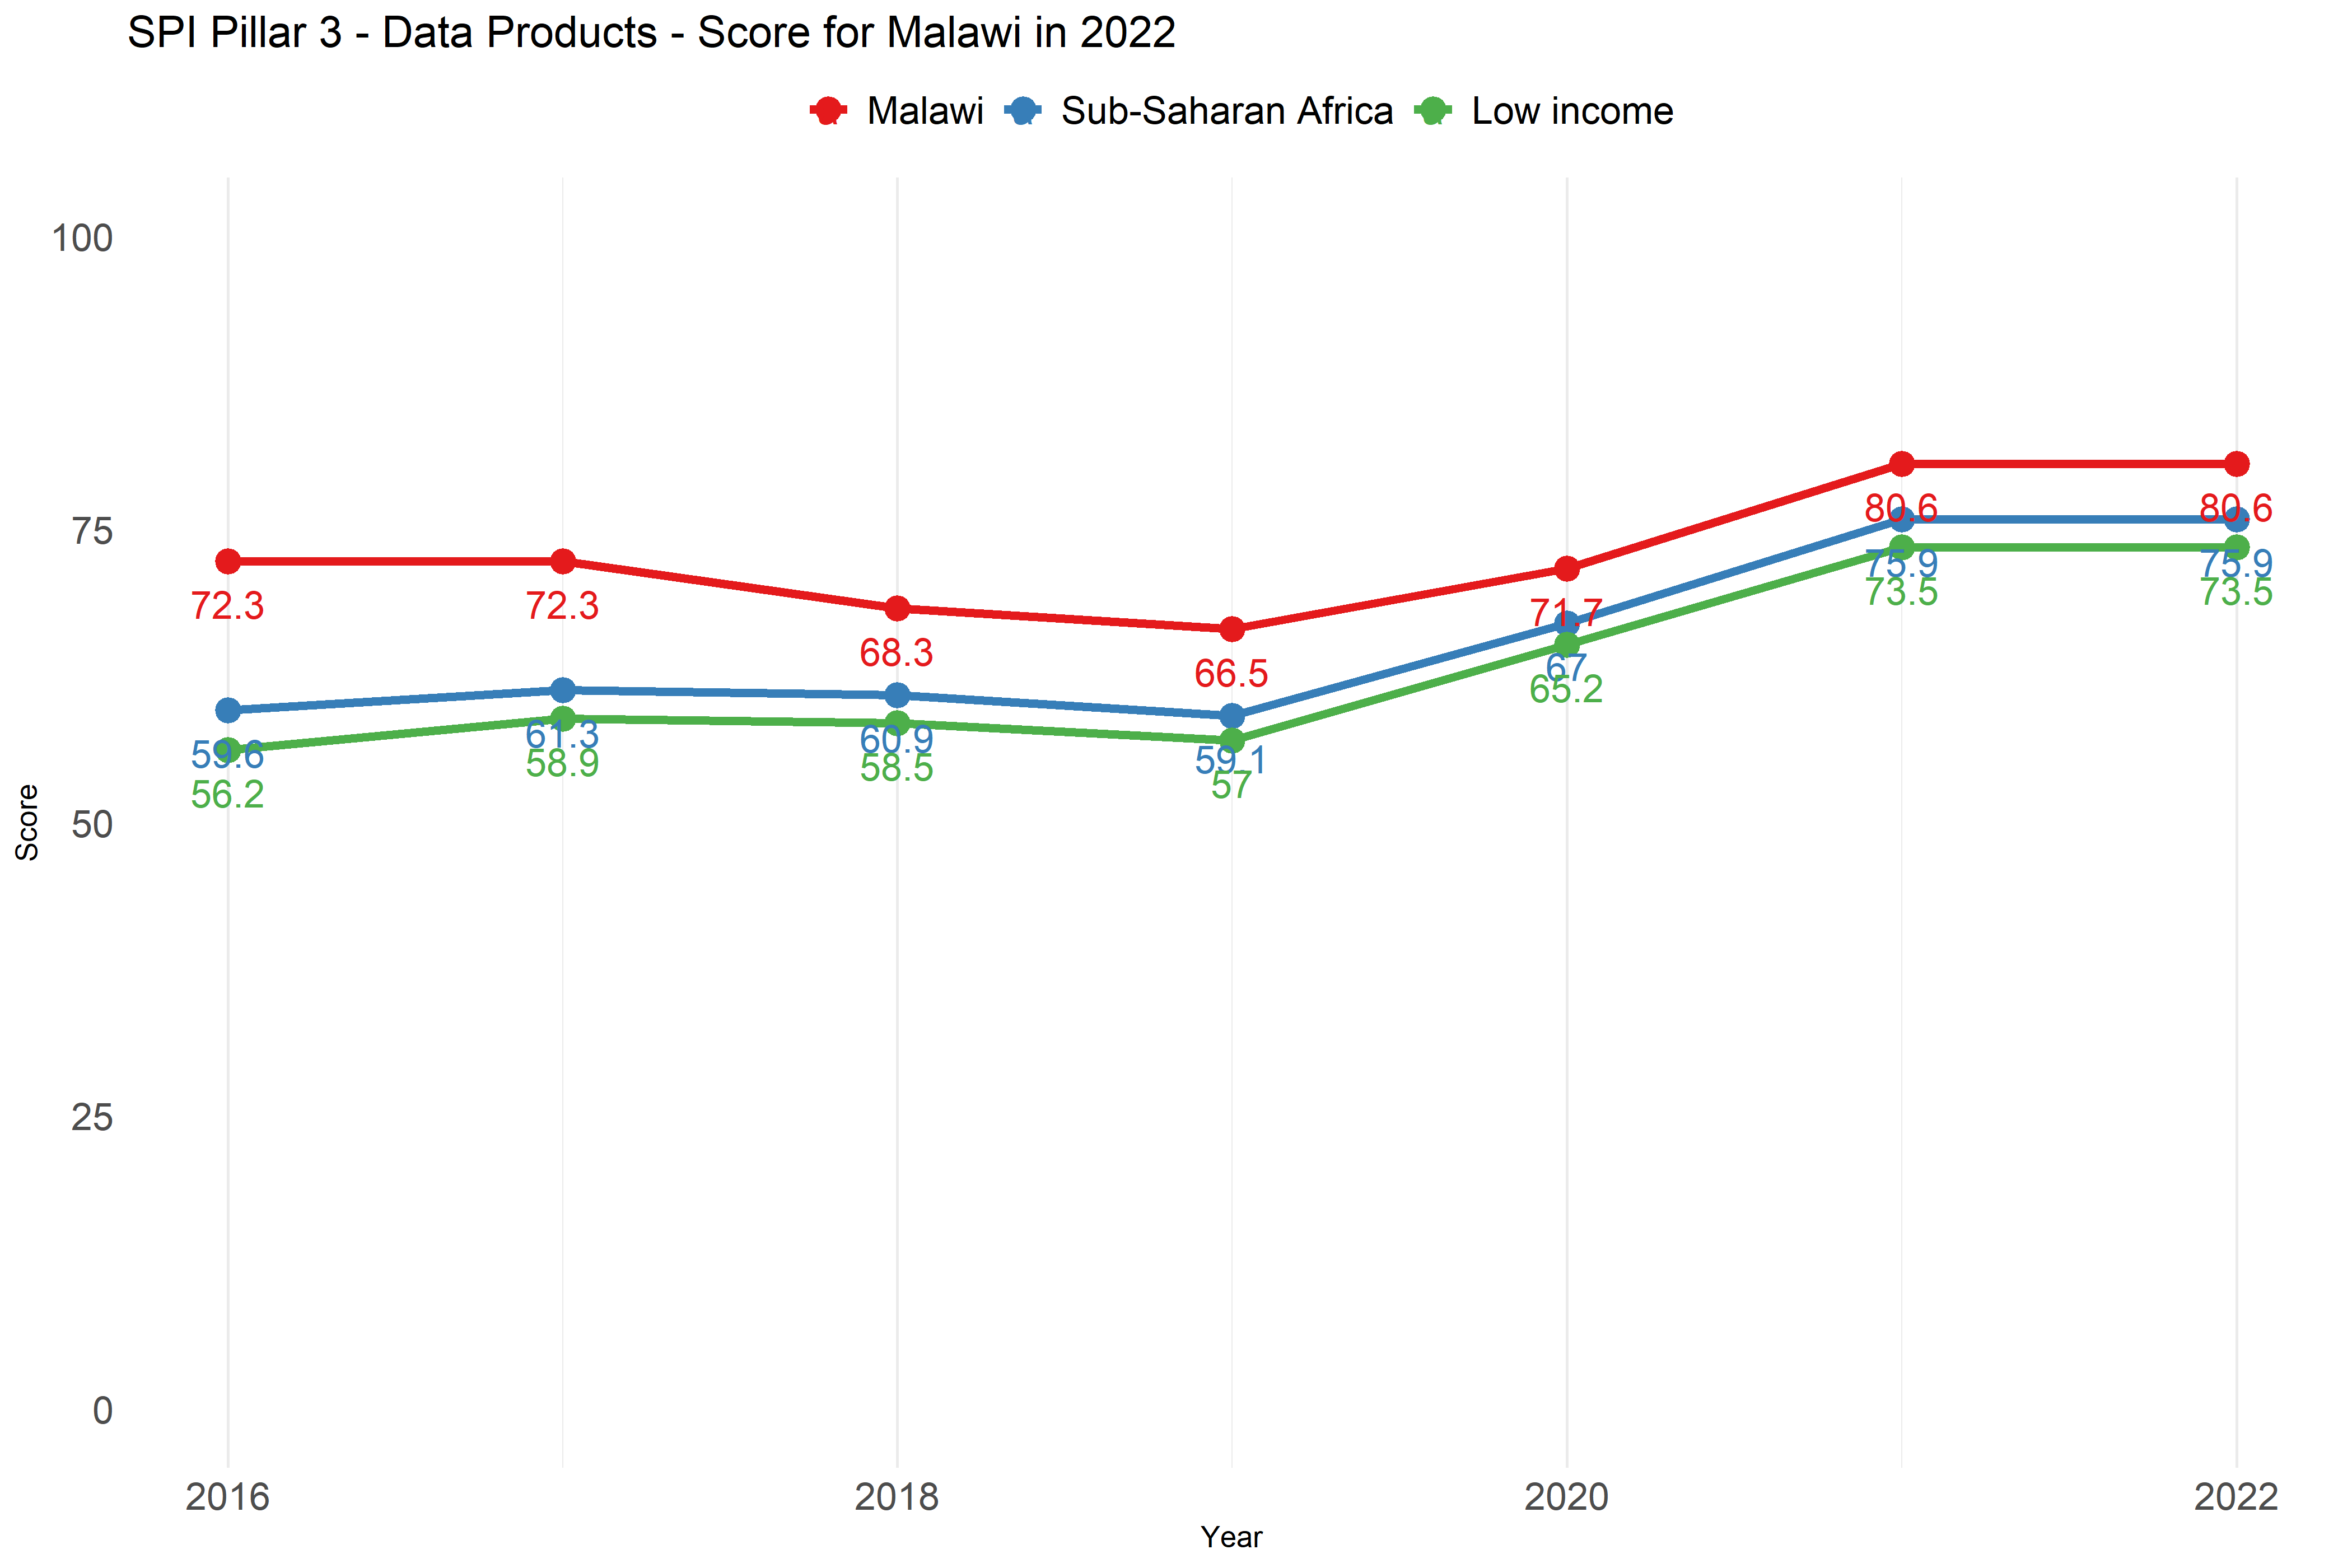 SPI Pillar 3 - Data Products - Score for Malawi in 2022
Malawi Sub-Saharan Africa Low income
100
75
50
25
0
Score
72.3 72.3 68.3 66.5 71.7 80.6 80.6
59.6 61.3 60.9 59.1 67 75.9 75.9
56.2 58.9 58.5 57 65.2 73.5 73.5
2016 2018 2020 2022
Year